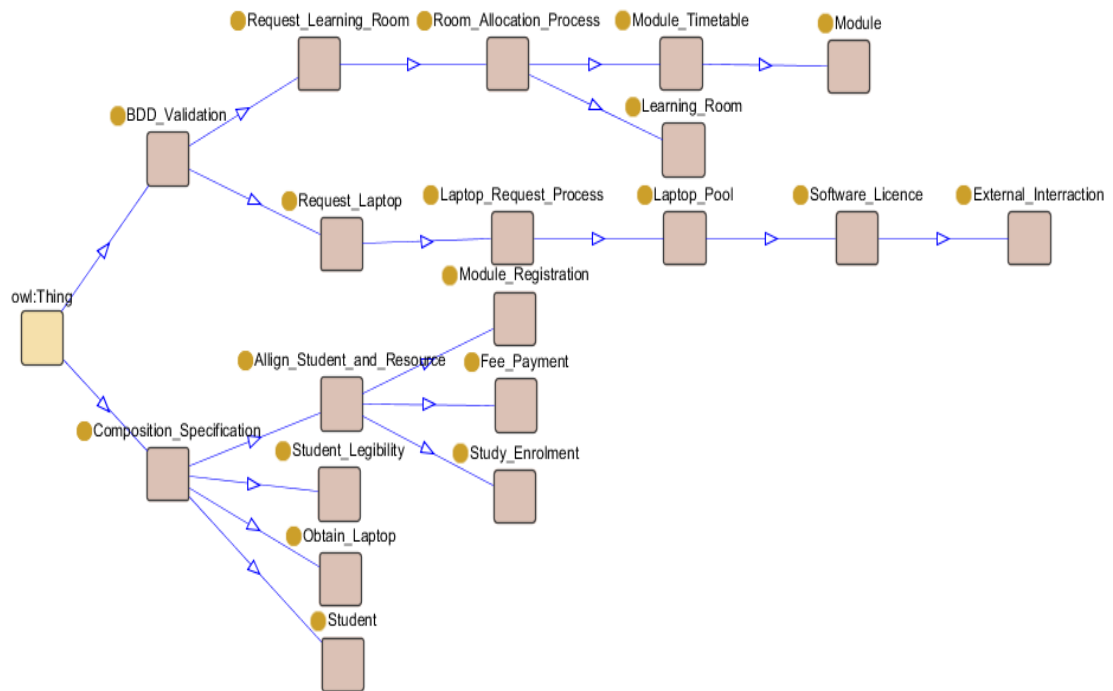 Request_Learning_Room
Room_Allocation_Process
Module_Timetable
Module
BDD_Validation
Learning_Room
Request_Laptop
Laptop_Request_Process
Laptop_Pool
Software_Licence
External_Interraction
Module_Registration
owl:Thing
Allign_Student_and_Resource
Fee_Payment
Composition_Specification
Student_Legibility
Study_Enrolment
Obtain_Laptop
Student